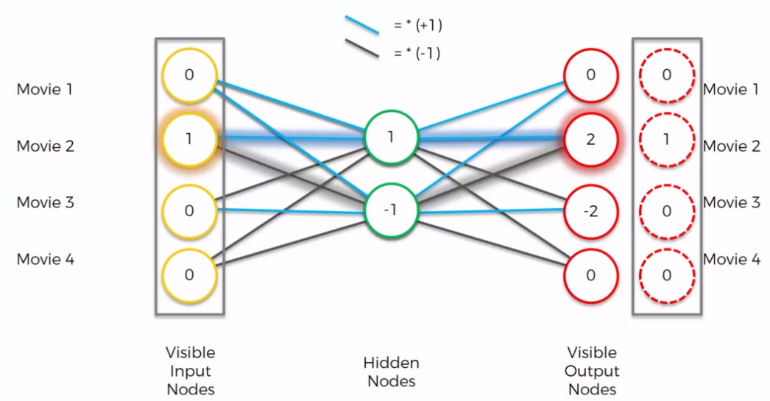 = * (+1)
= * (-1)
Movie 1
0
0
0
Movie 1
1
Movie 2
1
2
1
Movie 2
Movie 3
0
-1
-2
0
Movie 3
Movie 4
0
0
0
Movie 4
Visible
Input
Nodes
Hidden
Nodes
Visible
Output
Nodes